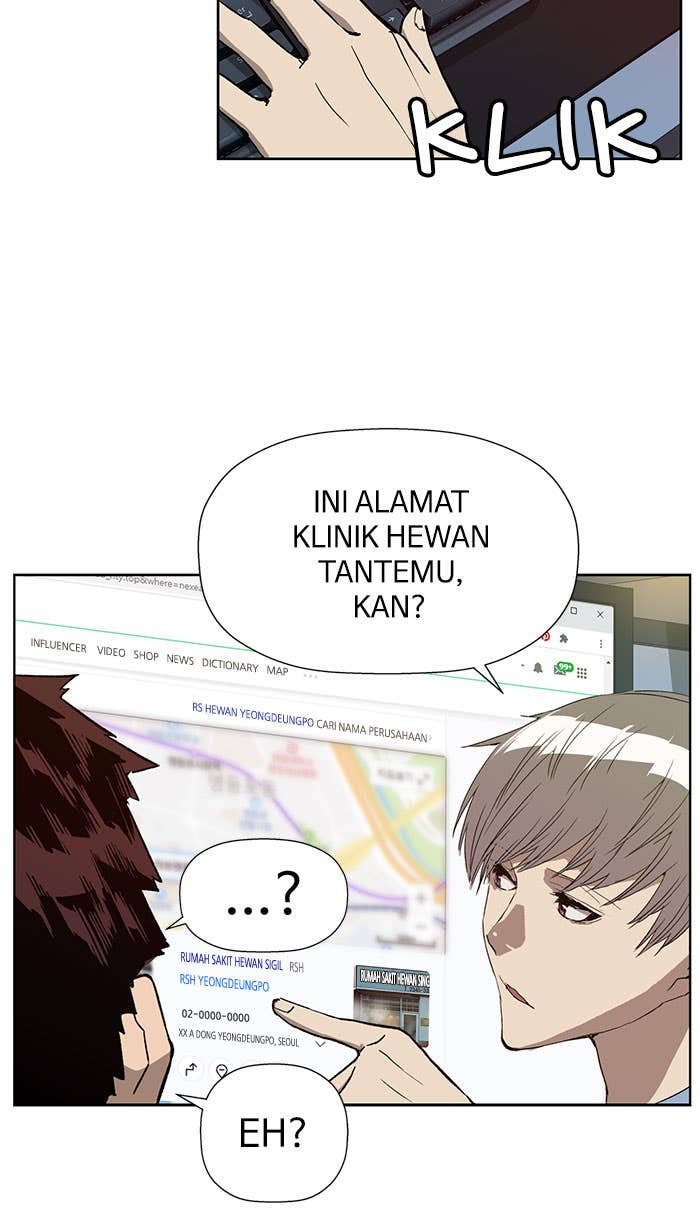 KLIK
INI ALAMAT
KLINIK HEWAN
TANTEMU,
KAN?
99+
INFLUENCER VIDEO SHOP NEWS DICTIONARY MAP
RS HEWAN YEONGDEUNGPO CARI NAMA PERUSAHAAN
...?
RUMAH SAKIT HEWAN SIGIL RSH
RSH YEONGDEUNGPO
RUMAH SAKIT HEWAN
02-0000-0000
XX A DONG YEONGDEUNGPO, SEOUL
EH?